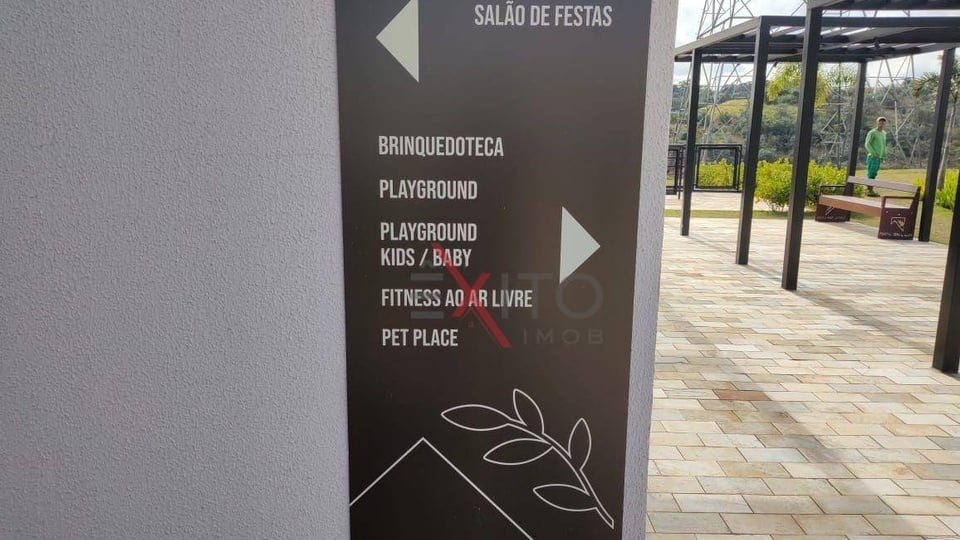 SALÃO DE FESTAS
BRINQUEDOTECA
PLAYGROUND
PLAYGROUND
KIDS / BABY
FITNESS AO AR LIVRE
PET PLACE
ÊXITO
IMOB